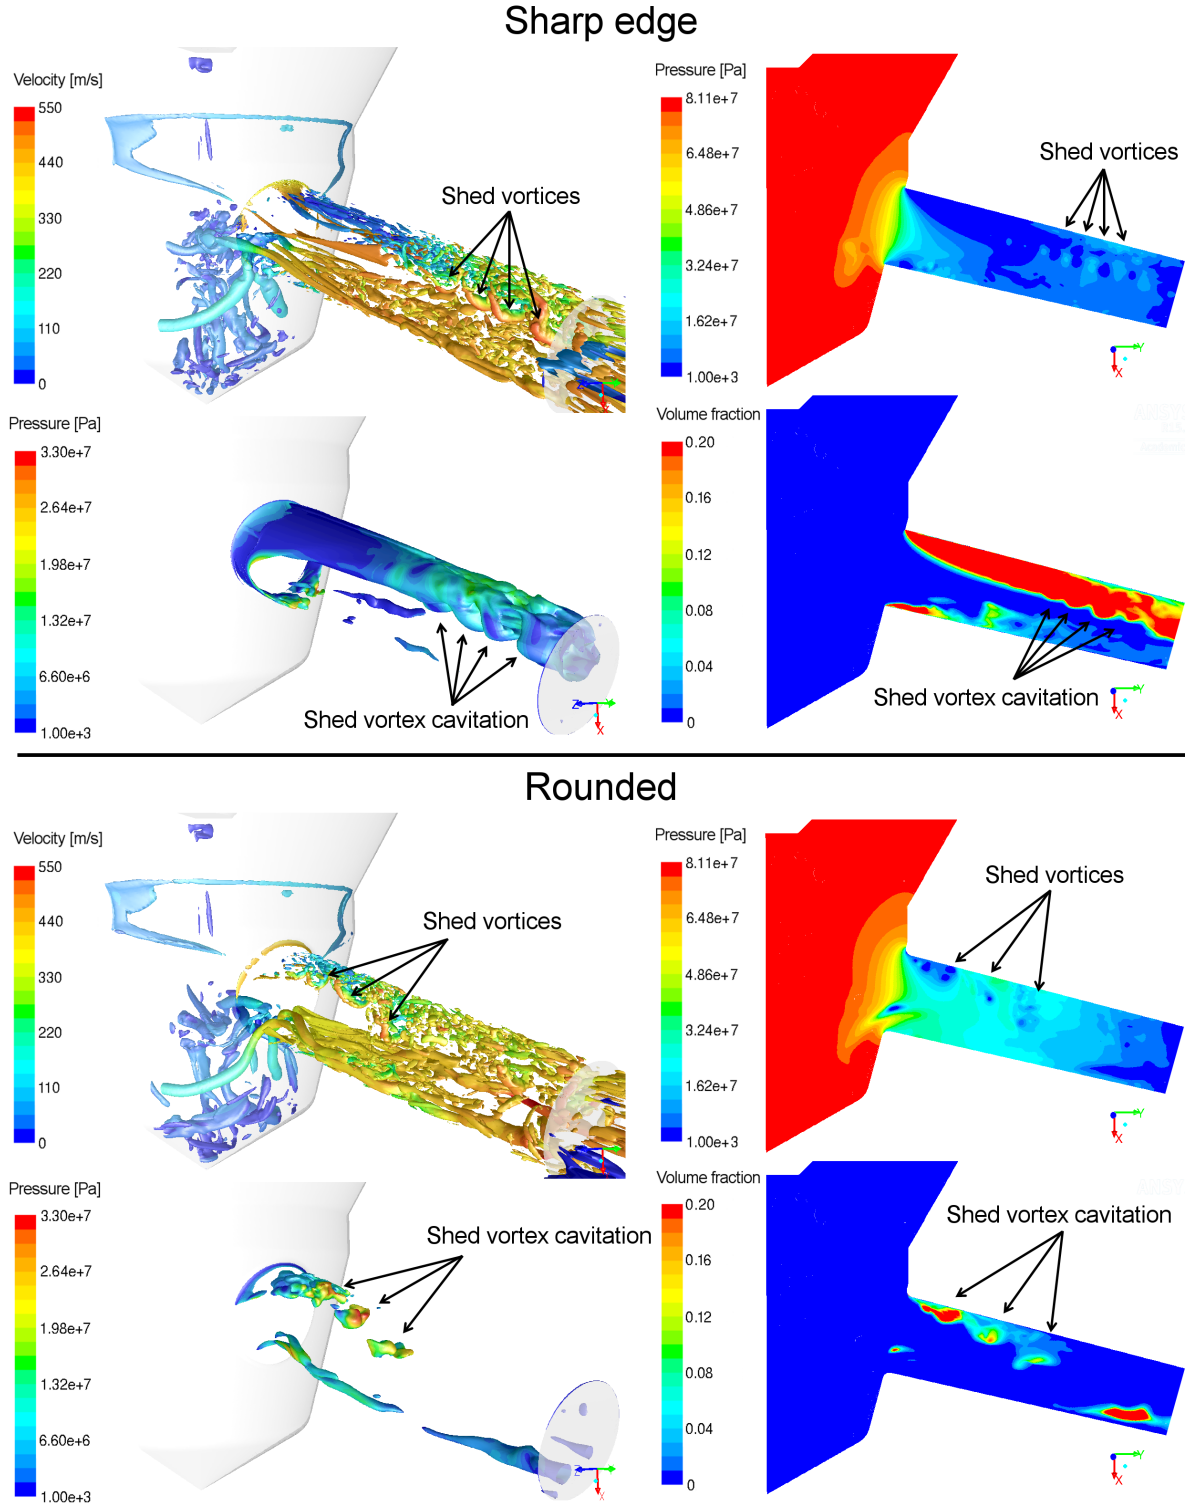 Sharp edge
Velocity [m/s]
550
440
330
220
110
0
Shed vortices
Z
Pressure [Pa]
8.11e+7
6.48e+7
4.86e+7
3.24e+7
1.62e+7
1.00e+3
Shed vortices
Y
X
Pressure [Pa]
3.30e+7
2.64e+7
1.98e+7
1.32e+7
6.60e+6
1.00e+3
Shed vortex cavitation
Z
X
Volume fraction
0.20
0.16
0.12
0.08
0.04
0
Shed vortex cavitation
Y
X
Rounded
Velocity [m/s]
550
440
330
220
110
0
Shed vortices
Pressure [Pa]
8.11e+7
6.48e+7
4.86e+7
3.24e+7
1.62e+7
1.00e+3
Shed vortices
Y
X
Pressure [Pa]
3.30e+7
2.64e+7
1.98e+7
1.32e+7
6.60e+6
1.00e+3
Shed vortex cavitation
Z
X
Volume fraction
0.20
0.16
0.12
0.08
0.04
0
Shed vortex cavitation
Y
X